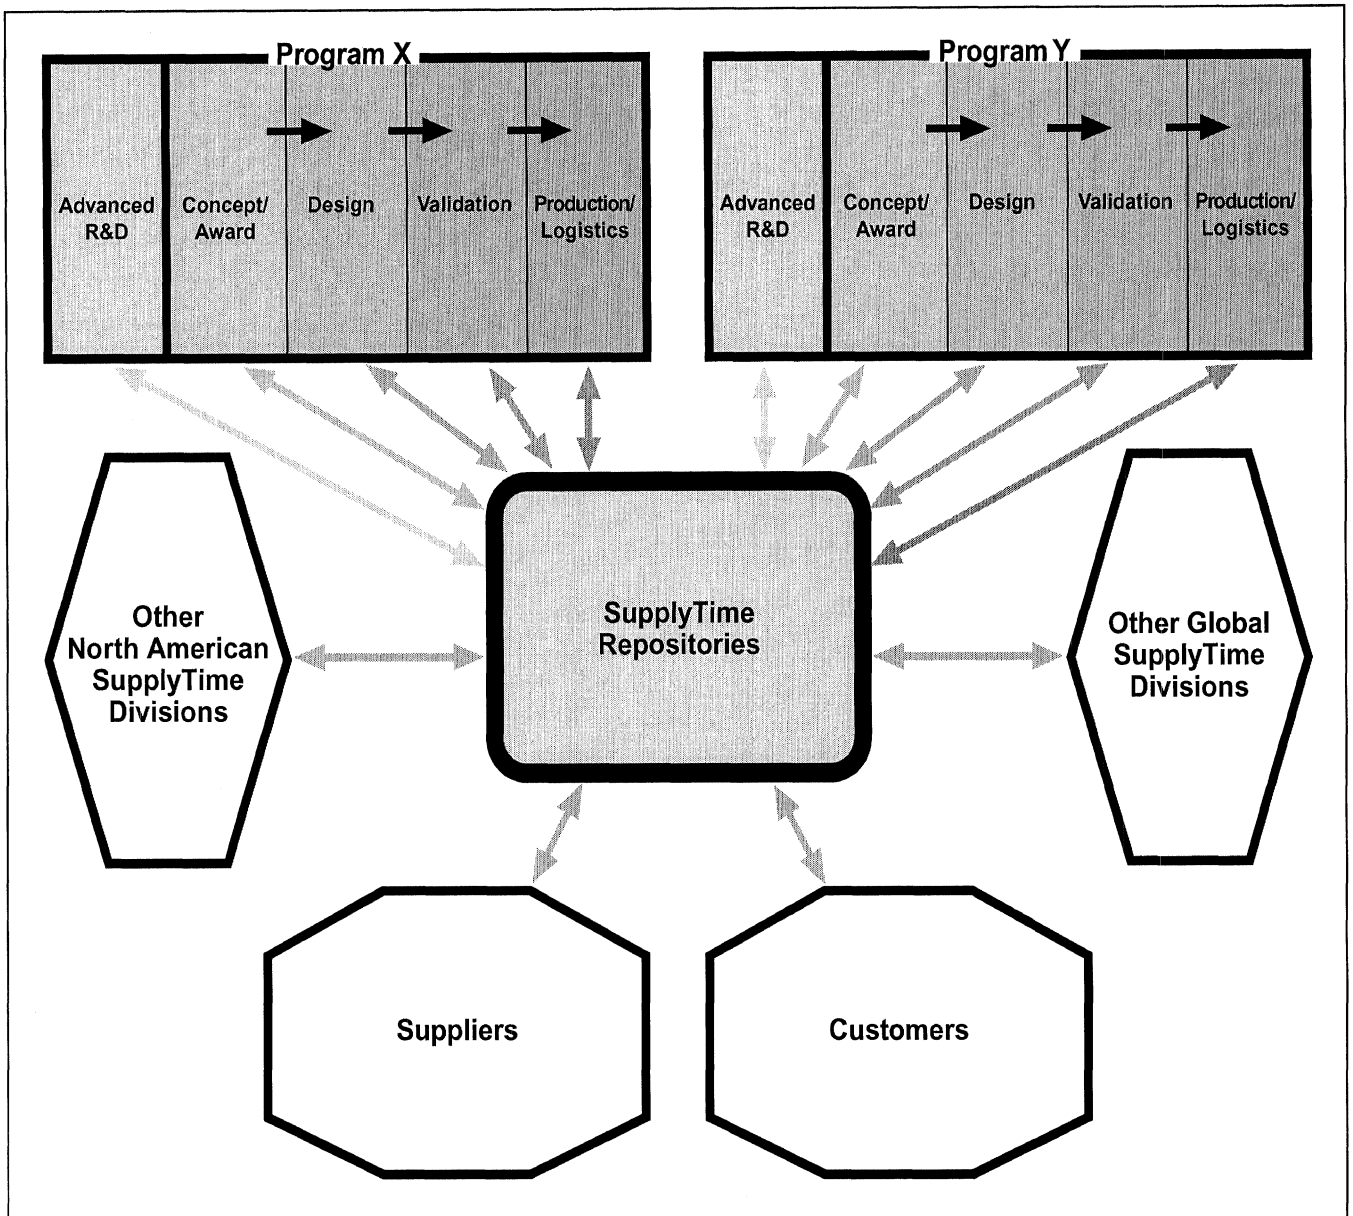 Program X
Advanced
R&D
Concept/
Award
Design
Validation
Production/
Logistics
Program Y
Advanced
R&D
Concept/
Award
Design
Validation
Production/
Logistics
Other
North American
SupplyTime
Divisions
SupplyTime
Repositories
Other Global
SupplyTime
Divisions
Suppliers
Customers